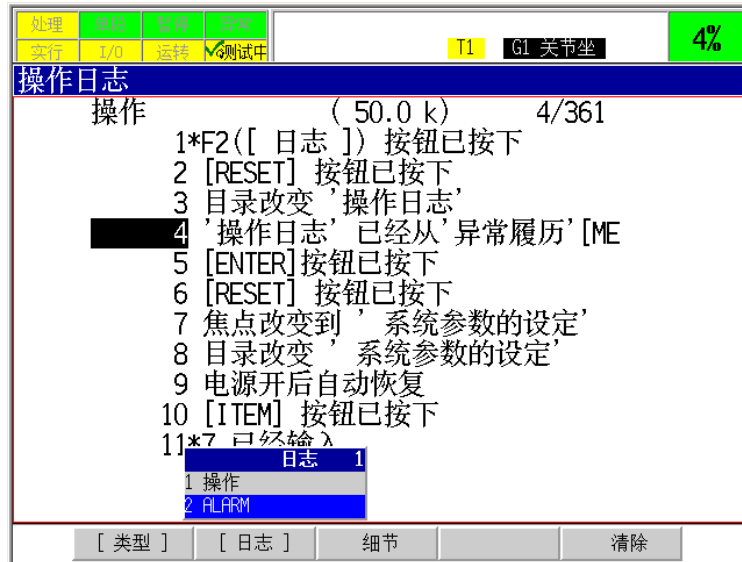 处理 单段 暂停 异常
实行 I/O 运转 测试中 T1 G1 关节坐 4%
操作日志
操作 ( 50.0 k) 4/361
1*F2([ 日志 ]) 按钮已按下
2 [RESET] 按钮已按下
3 目录改变 '操作日志'
4 '操作日志' 已经从'异常履历'[ME
5 [ENTER]按钮已按下
6 [RESET] 按钮已按下
7 焦点改变到 ' 系统参数的设定'
8 目录改变 ' 系统参数的设定'
9 电源开后自动恢复
10 [ITEM] 按钮已按下
11*7 已经输入
日志 1
1 操作
2 ALARM
[ 类型 ] [ 日志 ] 细节 清除